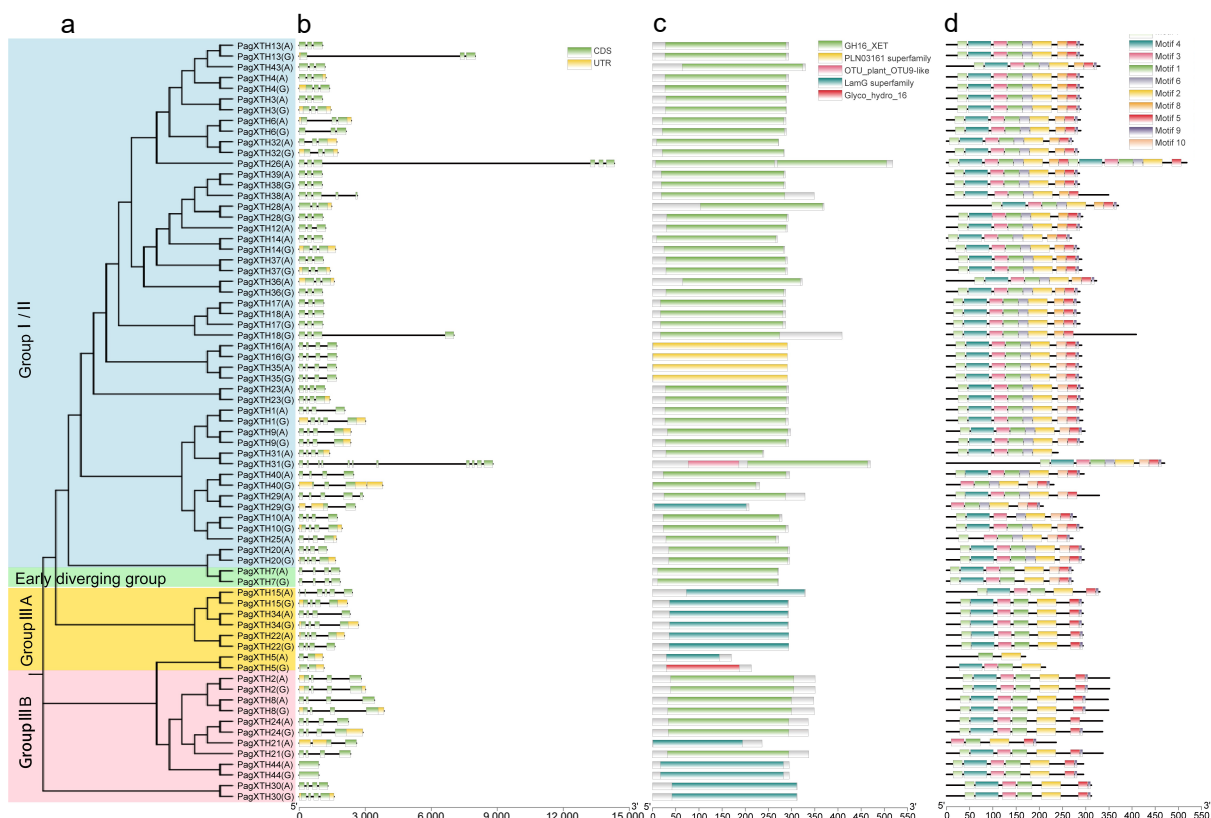 a
b
c
d
Group Ⅰ/Ⅱ
Early diverging group
Group ⅢA
Group ⅢB
PagXTH13(A)
PagXTH13(G)
PagXTH43(A)
PagXTH4(A)
PagXTH4(G)
PagXTH3(A)
PagXTH3(G)
PagXTH6(A)
PagXTH6(G)
PagXTH32(A)
PagXTH32(G)
PagXTH26(A)
PagXTH39(A)
PagXTH38(G)
PagXTH38(A)
PagXTH28(A)
PagXTH28(G)
PagXTH12(A)
PagXTH14(A)
PagXTH14(G)
PagXTH37(A)
PagXTH37(G)
PagXTH36(A)
PagXTH36(G)
PagXTH17(A)
PagXTH18(A)
PagXTH17(G)
PagXTH18(G)
PagXTH16(A)
PagXTH16(G)
PagXTH35(A)
PagXTH35(G)
PagXTH23(A)
PagXTH23(G)
PagXTH1(A)
PagXTH1(G)
PagXTH9(A)
PagXTH9(G)
PagXTH31(A)
PagXTH31(G)
PagXTH40(A)
PagXTH40(G)
PagXTH29(A)
PagXTH29(G)
PagXTH10(A)
PagXTH10(G)
PagXTH25(A)
PagXTH20(A)
PagXTH20(G)
PagXTH7(A)
PagXTH7(G)
PagXTH15(A)
PagXTH15(G)
PagXTH34(A)
PagXTH34(G)
PagXTH22(A)
PagXTH22(G)
PagXTH5(A)
PagXTH5(G)
PagXTH2(A)
PagXTH2(G)
PagXTH8(A)
PagXTH8(G)
PagXTH24(A)
PagXTH24(G)
PagXTH21(A)
PagXTH21(G)
PagXTH44(A)
PagXTH44(G)
PagXTH30(A)
PagXTH30(G)
CDS
UTR
5' 3'
0 3 000 6 000 9 000 12 000 15 000
GH16_XET
PLN03161 superfamily
OTU_plant_OTU9-like
LamG superfamily
Glyco_hydro_16
5' 3'
0 50 100 150 200 250 300 350 400 450 550
Motif 4
Motif 3
Motif 1
Motif 6
Motif 2
Motif 8
Motif 5
Motif 9
Motif 10
5' 3'
0 50 100 150 200 250 300 350 400 450 500 550